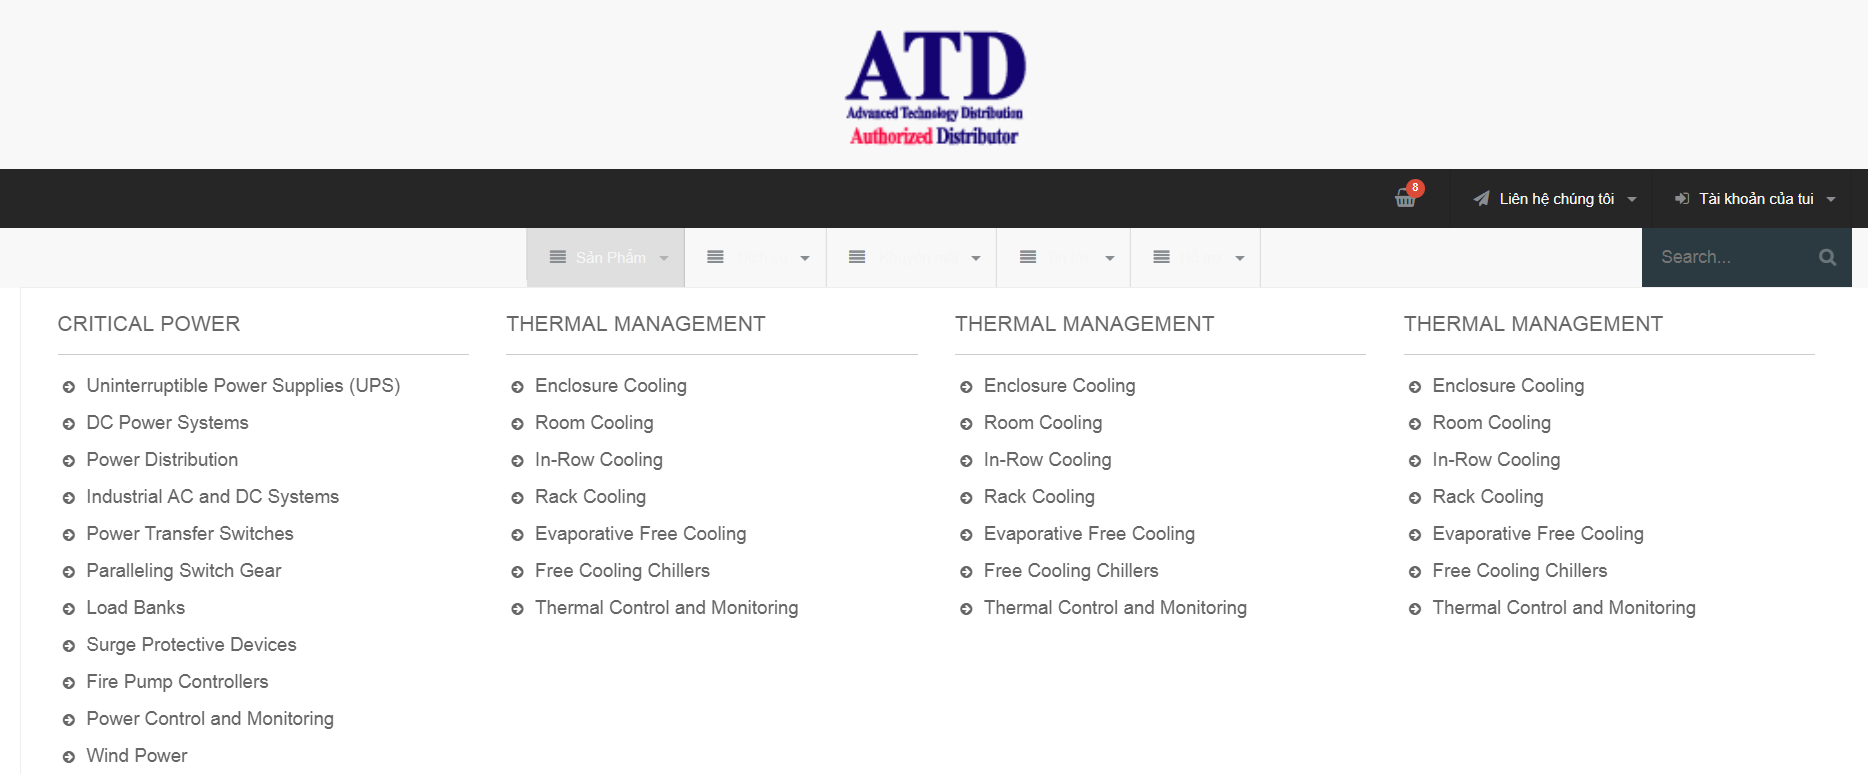 ATD
Advanced Technology Distribution
Authorized Distributor
8
Liên hệ chúng tôi
Tài khoản của tui
Sản Phẩm
Search...
CRITICAL POWER
Uninterruptible Power Supplies (UPS)
DC Power Systems
Power Distribution
Industrial AC and DC Systems
Power Transfer Switches
Paralleling Switch Gear
Load Banks
Surge Protective Devices
Fire Pump Controllers
Power Control and Monitoring
Wind Power
THERMAL MANAGEMENT
Enclosure Cooling
Room Cooling
In-Row Cooling
Rack Cooling
Evaporative Free Cooling
Free Cooling Chillers
Thermal Control and Monitoring
THERMAL MANAGEMENT
Enclosure Cooling
Room Cooling
In-Row Cooling
Rack Cooling
Evaporative Free Cooling
Free Cooling Chillers
Thermal Control and Monitoring
THERMAL MANAGEMENT
Enclosure Cooling
Room Cooling
In-Row Cooling
Rack Cooling
Evaporative Free Cooling
Free Cooling Chillers
Thermal Control and Monitoring